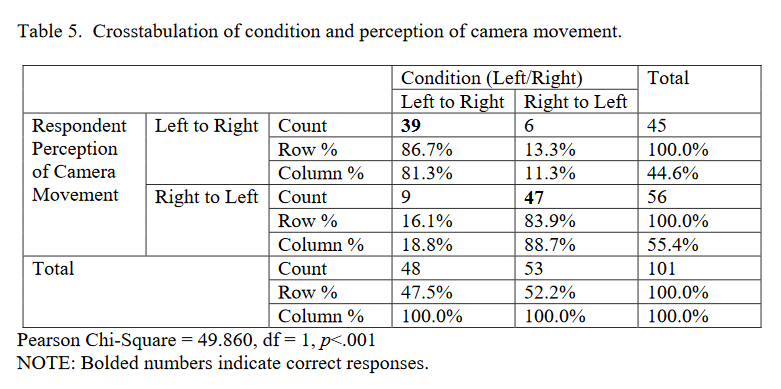 Table 5.  Crosstabulation of condition and perception of camera movement.
Condition (Left/Right) Total
Left to Right Right to Left
Respondent Left to Right Count 39 6 45
Perception Row % 86.7% 13.3% 100.0%
of Camera Column % 81.3% 11.3% 44.6%
Movement Right to Left Count 9 47 56
Row % 16.1% 83.9% 100.0%
Column % 18.8% 88.7% 55.4%
Total Count 48 53 101
Row % 47.5% 52.2% 100.0%
Column % 100.0% 100.0% 100.0%
Pearson Chi-Square = 49.860, df = 1, p<.001
NOTE: Bolded numbers indicate correct responses.